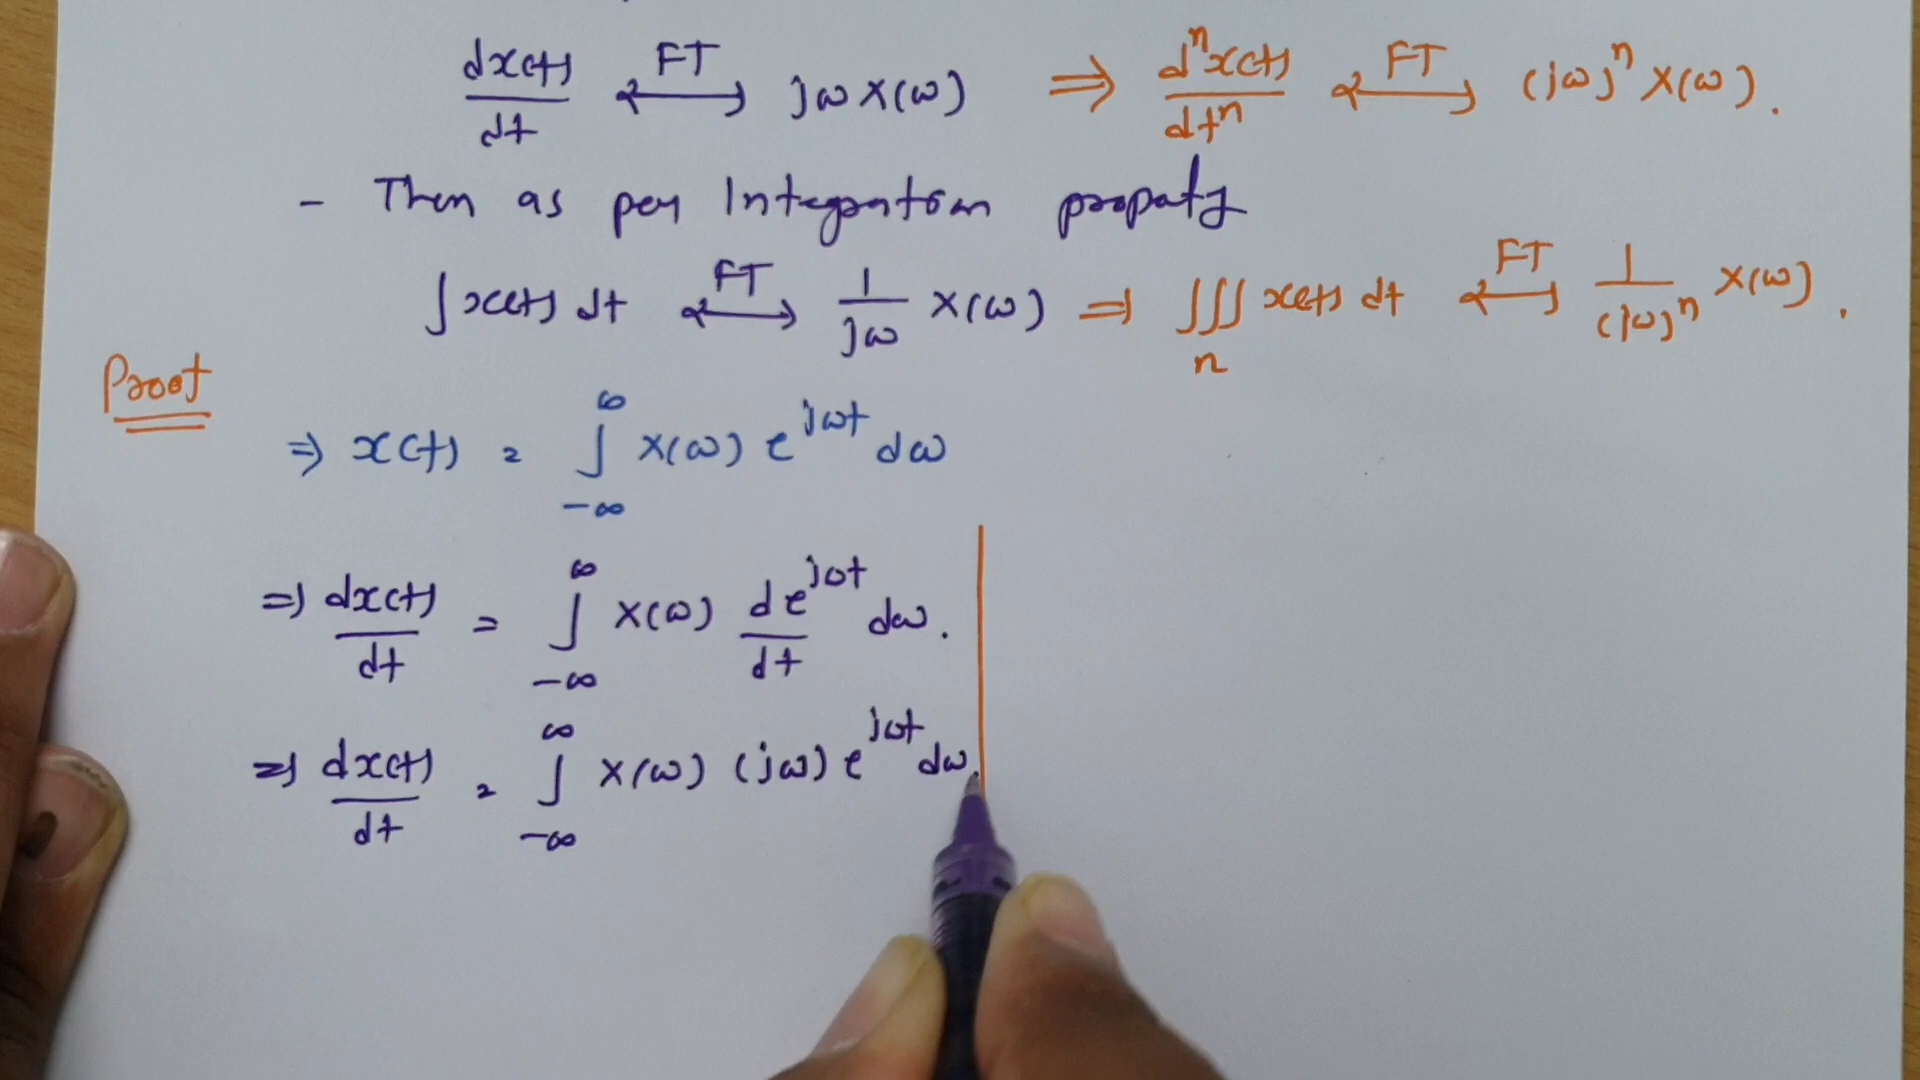 dx(t)/dt ←FT→ jω X(ω) ⇒ dⁿx(t)/dtⁿ ←FT→ (jω)ⁿ X(ω).
- Then as per Integration property
∫ x(t) dt ←FT→ 1/jω X(ω) ⇒ ∫∫∫ₙ x(t) dt ←FT→ 1/(jω)ⁿ X(ω).
Proof
⇒ x(t) = ∫_{-∞}^{∞} X(ω) e^{jωt} dω
⇒ dx(t)/dt = ∫_{-∞}^{∞} X(ω) de^{jωt}/dt dω.
⇒ dx(t)/dt = ∫_{-∞}^{∞} X(ω) (jω) e^{jωt} dω.